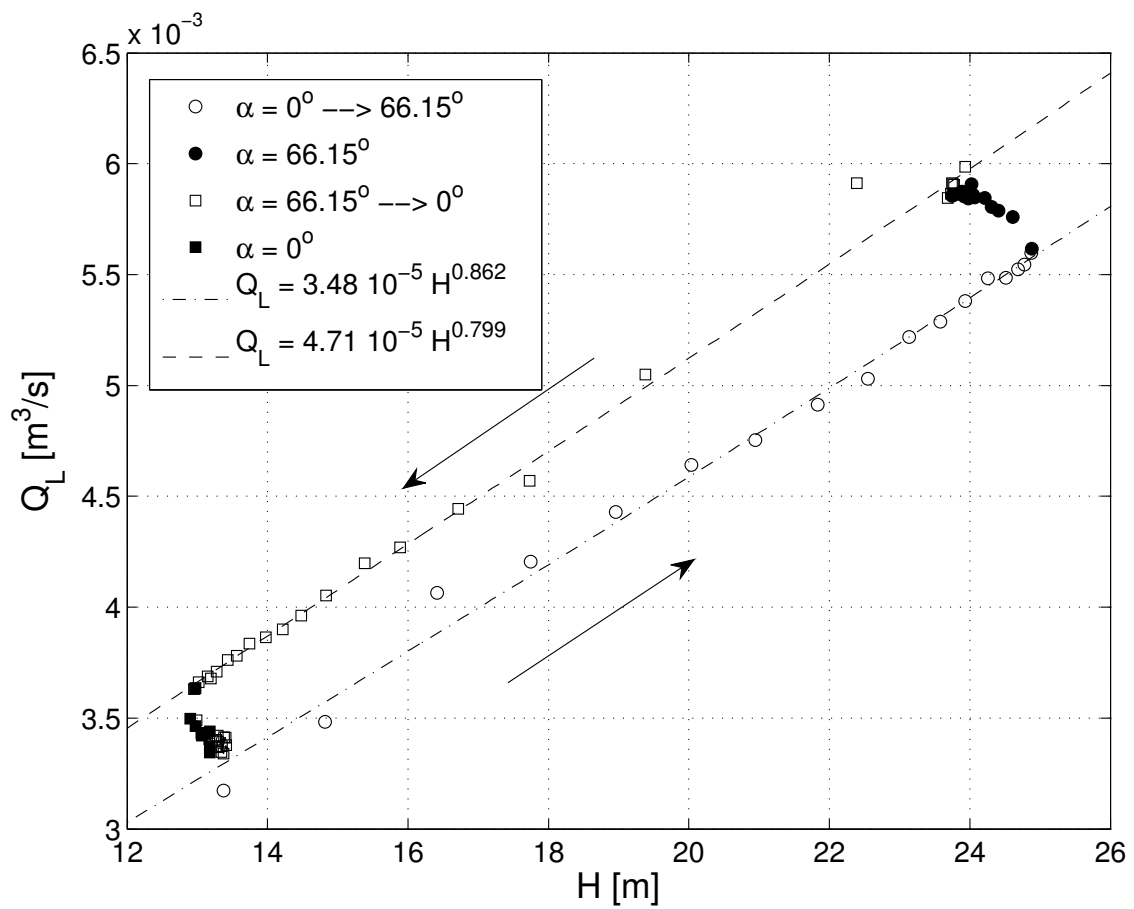 x 10⁻³
6.5
6
5.5
5
4.5
4
3.5
3
Q_L [m³/s]
α = 0° −−> 66.15°
α = 66.15°
α = 66.15° −−> 0°
α = 0°
Q_L = 3.48 10⁻⁵ H^0.862
Q_L = 4.71 10⁻⁵ H^0.799
12 14 16 18 20 22 24 26
H [m]